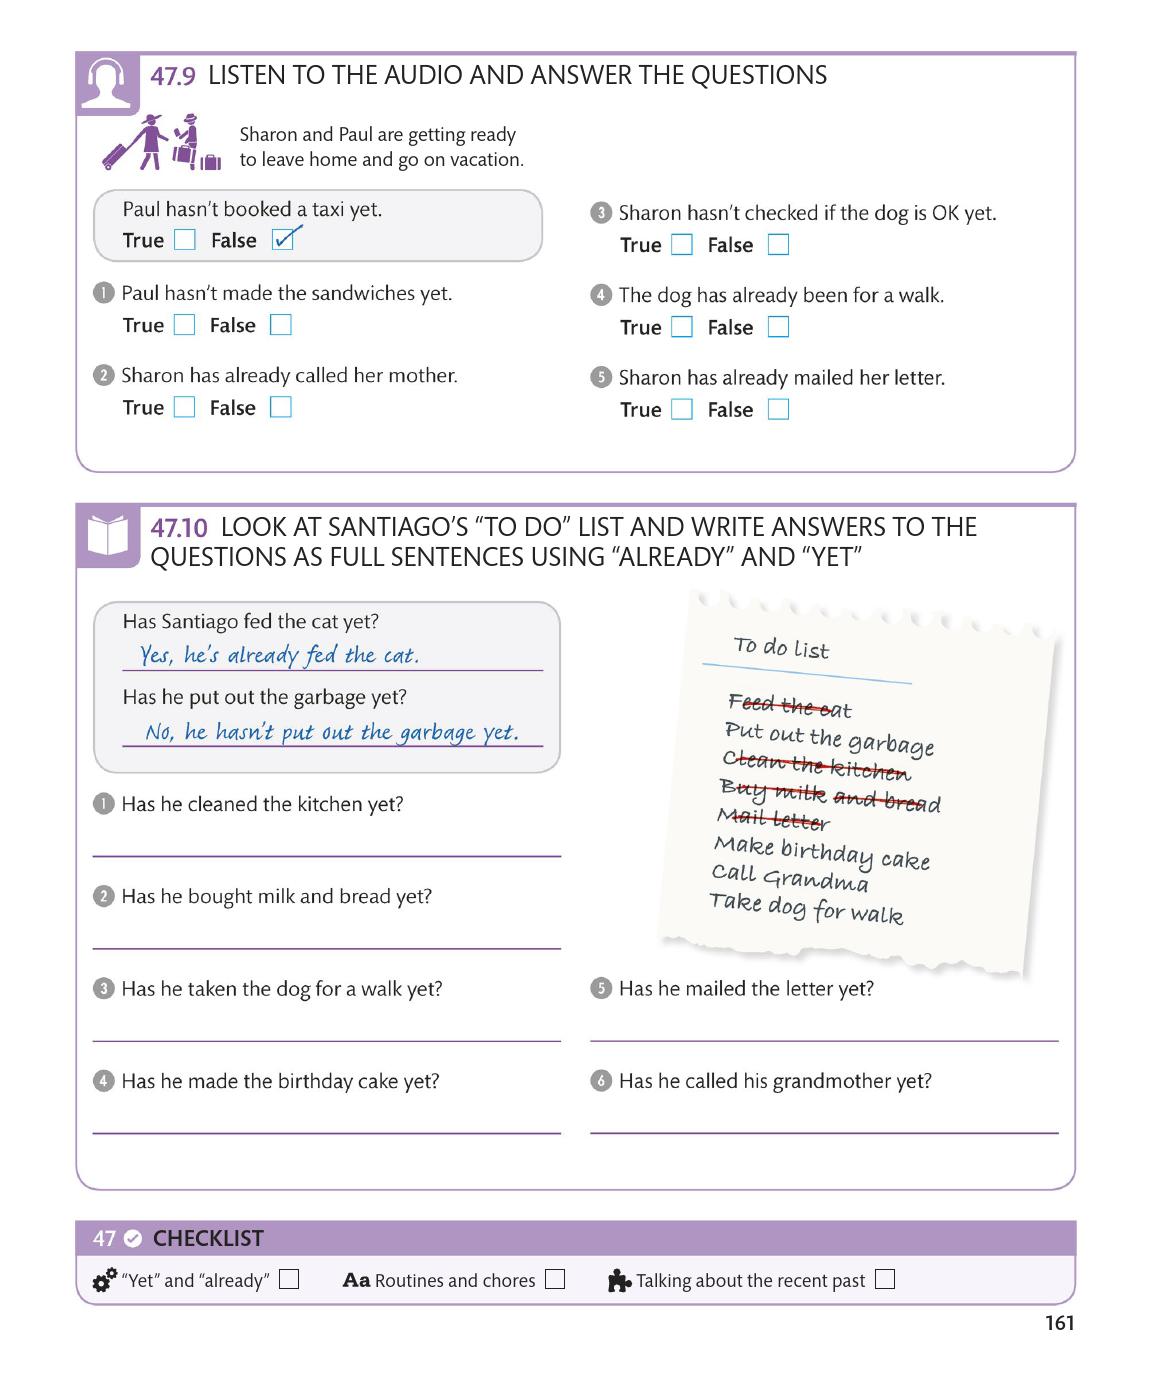 47.9 LISTEN TO THE AUDIO AND ANSWER THE QUESTIONS
Sharon and Paul are getting ready
to leave home and go on vacation.
Paul hasn't booked a taxi yet.
True False
1 Paul hasn't made the sandwiches yet.
True False
2 Sharon has already called her mother.
True False
3 Sharon hasn't checked if the dog is OK yet.
True False
4 The dog has already been for a walk.
True False
5 Sharon has already mailed her letter.
True False
47.10 LOOK AT SANTIAGO'S “TO DO” LIST AND WRITE ANSWERS TO THE
QUESTIONS AS FULL SENTENCES USING “ALREADY” AND “YET”
Has Santiago fed the cat yet?
Yes, he's already fed the cat.
Has he put out the garbage yet?
No, he hasn't put out the garbage yet.
To do list
Feed the cat
Put out the garbage
Clean the kitchen
Buy milk and bread
Mail letter
Make birthday cake
Call Grandma
Take dog for walk
1 Has he cleaned the kitchen yet?
2 Has he bought milk and bread yet?
3 Has he taken the dog for a walk yet?
4 Has he made the birthday cake yet?
5 Has he mailed the letter yet?
6 Has he called his grandmother yet?
47 CHECKLIST
“Yet” and “already” Aa Routines and chores Talking about the recent past
161